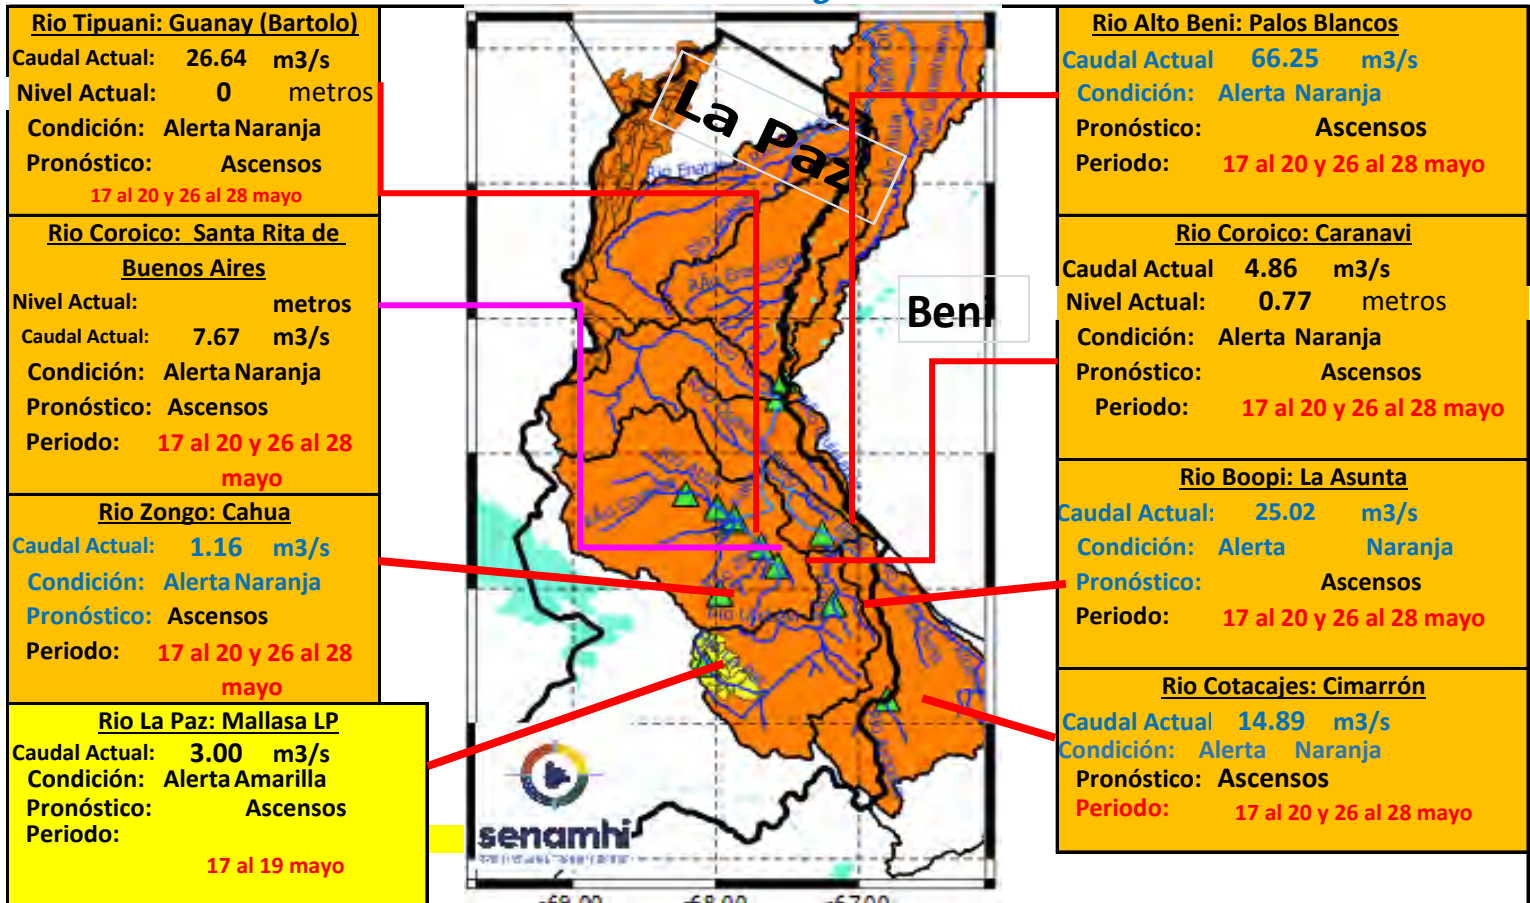 Rio Tipuani: Guanay (Bartolo)
Caudal Actual: 26.64 m3/s
Nivel Actual: 0 metros
Condición: Alerta Naranja
Pronóstico: Ascensos
17 al 20 y 26 al 28 mayo
Rio Coroico: Santa Rita de
Buenos Aires
Nivel Actual: metros
Caudal Actual: 7.67 m3/s
Condición: Alerta Naranja
Pronóstico: Ascensos
Periodo: 17 al 20 y 26 al 28
mayo
Rio Zongo: Cahua
Caudal Actual: 1.16 m3/s
Condición: Alerta Naranja
Pronóstico: Ascensos
Periodo: 17 al 20 y 26 al 28
mayo
Rio La Paz: Mallasa LP
Caudal Actual: 3.00 m3/s
Condición: Alerta Amarilla
Pronóstico: Ascensos
Periodo:
17 al 19 mayo
La Paz
Beni
senamhi
-69.00 -68.00 -67.00
Rio Alto Beni: Palos Blancos
Caudal Actual 66.25 m3/s
Condición: Alerta Naranja
Pronóstico: Ascensos
Periodo: 17 al 20 y 26 al 28 mayo
Rio Coroico: Caranavi
Caudal Actual 4.86 m3/s
Nivel Actual: 0.77 metros
Condición: Alerta Naranja
Pronóstico: Ascensos
Periodo: 17 al 20 y 26 al 28 mayo
Rio Boopi: La Asunta
Caudal Actual: 25.02 m3/s
Condición: Alerta Naranja
Pronóstico: Ascensos
Periodo: 17 al 20 y 26 al 28 mayo
Rio Cotacajes: Cimarrón
Caudal Actual 14.89 m3/s
Condición: Alerta Naranja
Pronóstico: Ascensos
Periodo: 17 al 20 y 26 al 28 mayo